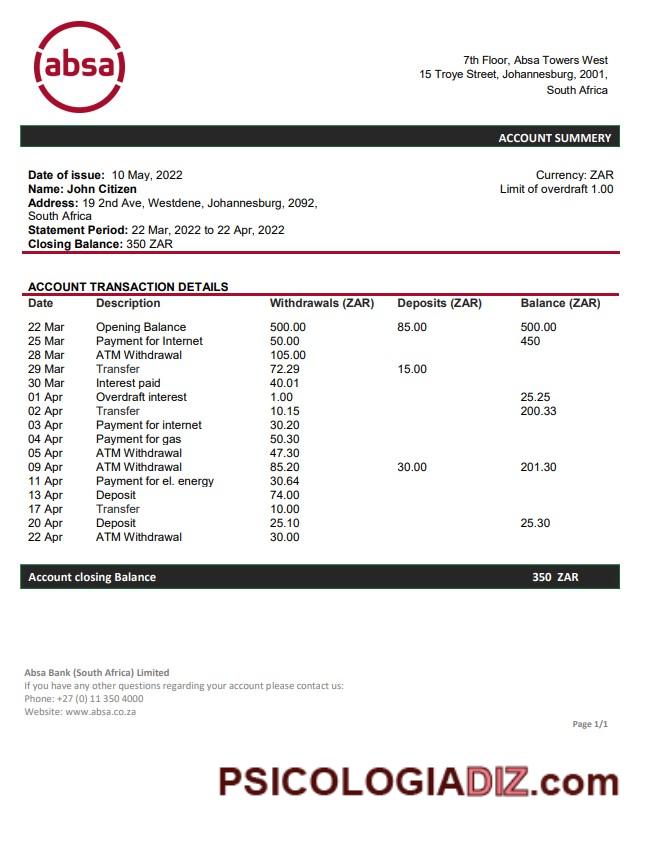 absa
7th Floor, Absa Towers West
15 Troye Street, Johannesburg, 2001,
South Africa
ACCOUNT SUMMERY
Date of issue: 10 May, 2022
Currency: ZAR
Name: John Citizen
Limit of overdraft 1.00
Address: 19 2nd Ave, Westdene, Johannesburg, 2092,
South Africa
Statement Period: 22 Mar, 2022 to 22 Apr, 2022
Closing Balance: 350 ZAR
ACCOUNT TRANSACTION DETAILS
Date Description Withdrawals (ZAR) Deposits (ZAR) Balance (ZAR)
22 Mar Opening Balance 500.00 85.00 500.00
25 Mar Payment for Internet 50.00 450
28 Mar ATM Withdrawal 105.00
29 Mar Transfer 72.29 15.00
30 Mar Interest paid 40.01
01 Apr Overdraft interest 1.00 25.25
02 Apr Transfer 10.15 200.33
03 Apr Payment for internet 30.20
04 Apr Payment for gas 50.30
05 Apr ATM Withdrawal 47.30
09 Apr ATM Withdrawal 85.20 30.00 201.30
11 Apr Payment for el. energy 30.64
13 Apr Deposit 74.00
17 Apr Transfer 10.00
20 Apr Deposit 25.10 25.30
22 Apr ATM Withdrawal 30.00
Account closing Balance 350 ZAR
Absa Bank (South Africa) Limited
If you have any other questions regarding your account please contact us:
Phone: +27 (0) 11 350 4000
Website: www.absa.co.za
Page 1/1
PSICOLOGIADIZ.com